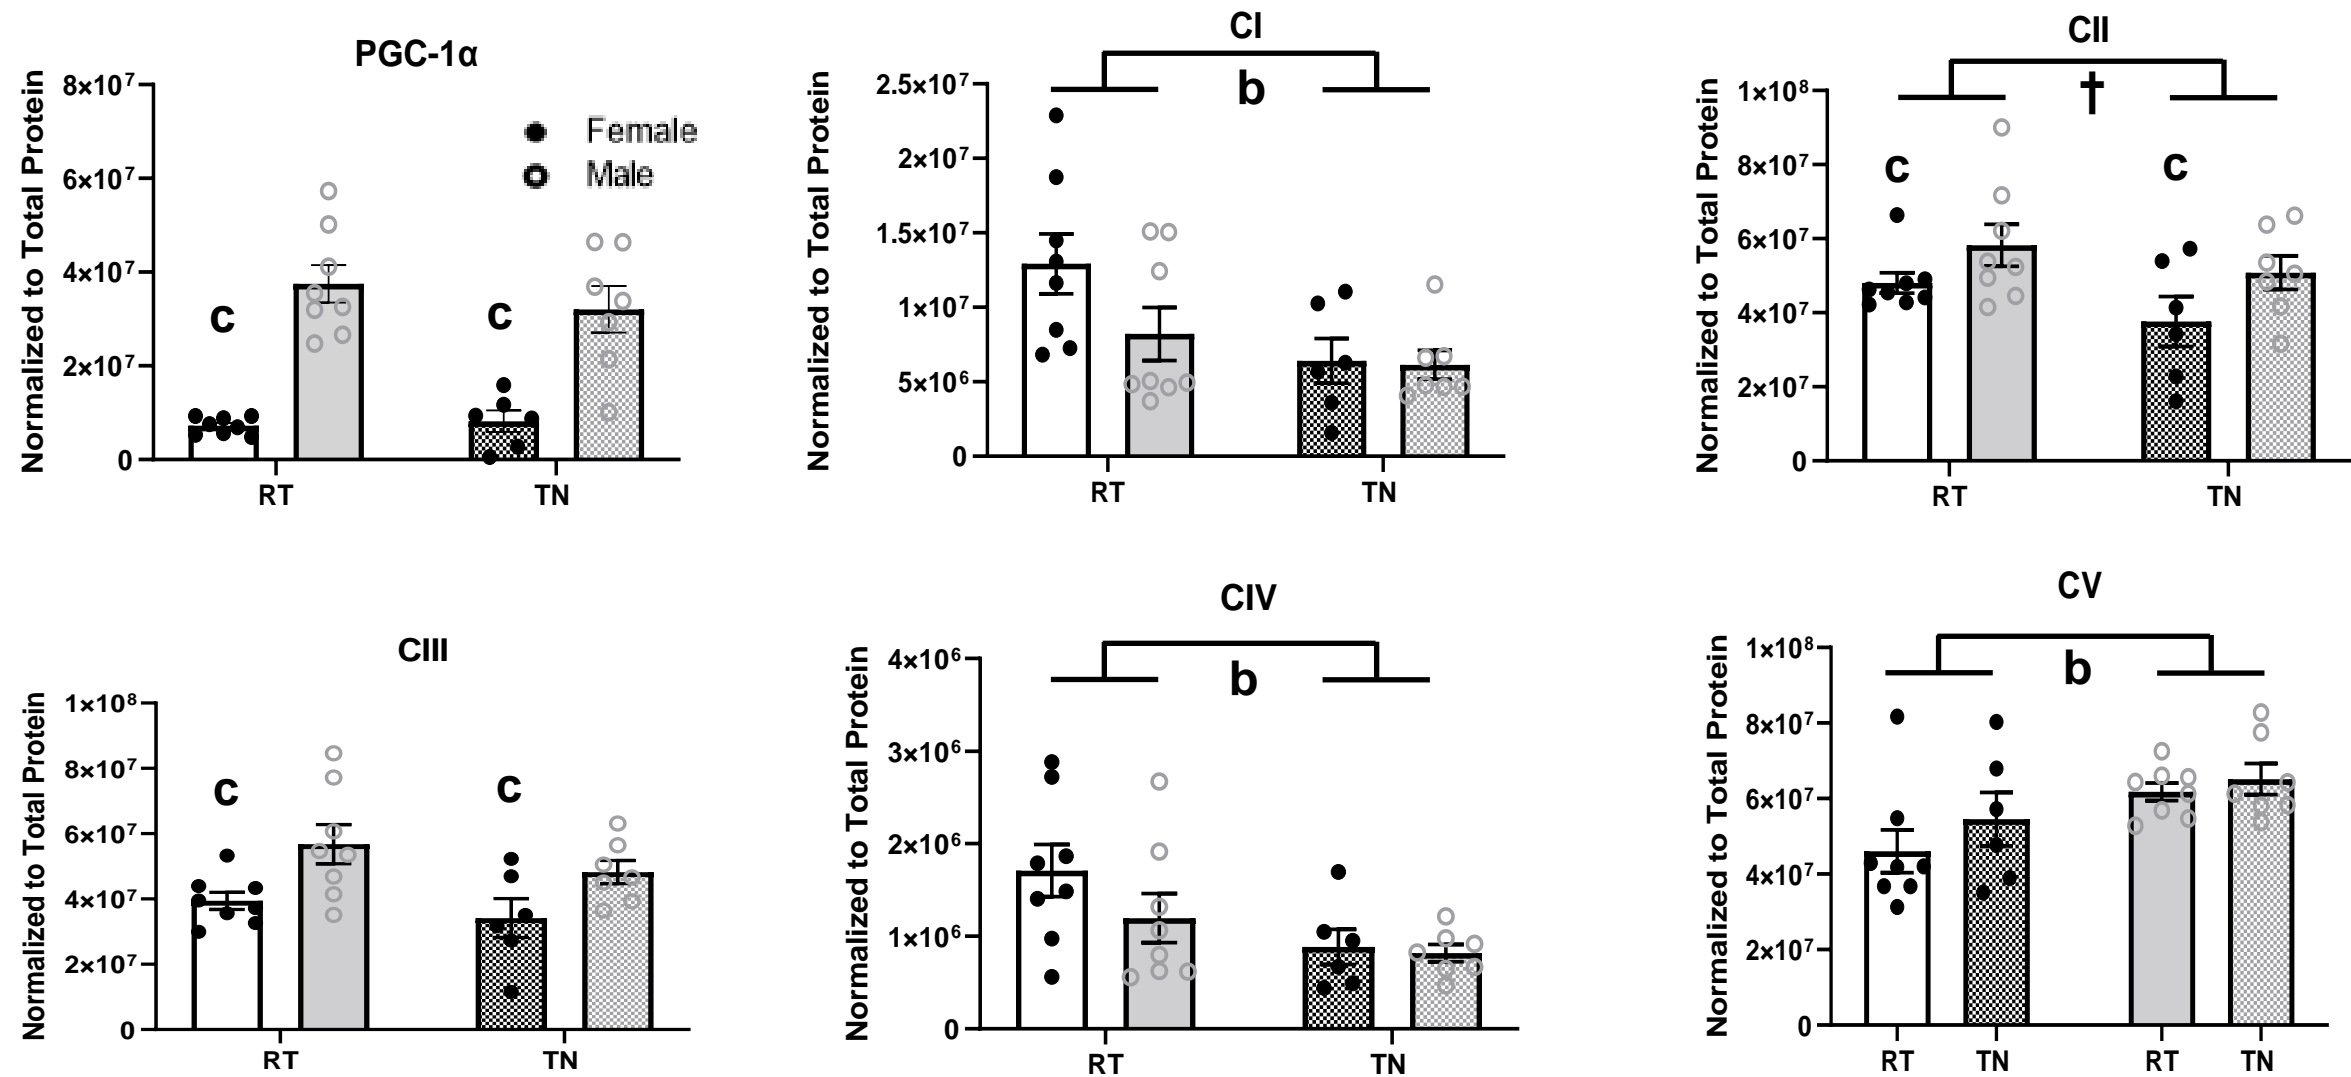 PGC-1α
Normalized to Total Protein
8×10⁷
6×10⁷
4×10⁷
2×10⁷
0
Female
Male
c
c
RT
TN
CI
Normalized to Total Protein
2.5×10⁷
2×10⁷
1.5×10⁷
1×10⁷
5×10⁶
0
b
RT
TN
CII
Normalized to Total Protein
1×10⁸
8×10⁷
6×10⁷
4×10⁷
2×10⁷
0
†
c
c
RT
TN
CIII
Normalized to Total Protein
1×10⁸
8×10⁷
6×10⁷
4×10⁷
2×10⁷
0
c
c
RT
TN
CIV
Normalized to Total Protein
4×10⁶
3×10⁶
2×10⁶
1×10⁶
0
b
RT
TN
CV
Normalized to Total Protein
1×10⁸
8×10⁷
6×10⁷
4×10⁷
2×10⁷
0
b
RT
TN
RT
TN